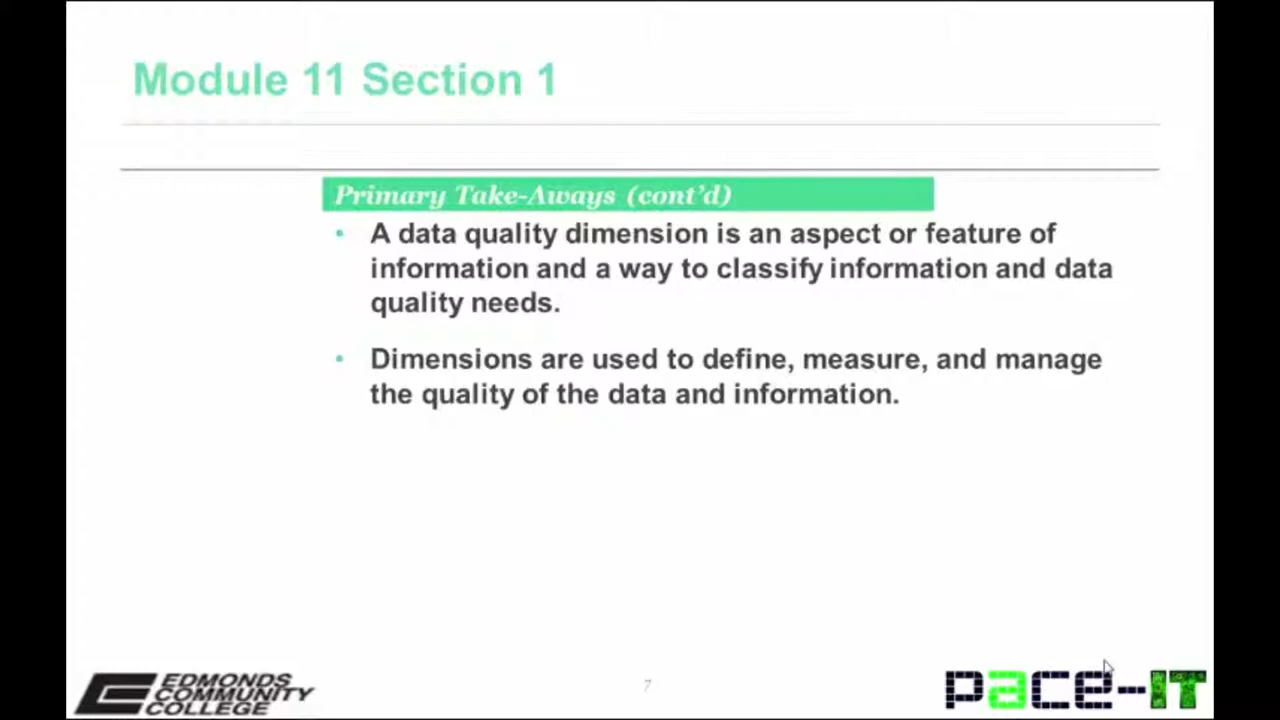 Module 11 Section 1
Primary Take-Aways (cont'd)
• A data quality dimension is an aspect or feature of
information and a way to classify information and data
quality needs.
• Dimensions are used to define, measure, and manage
the quality of the data and information.
EDMONDS
COMMUNITY
COLLEGE
7
pace-IT